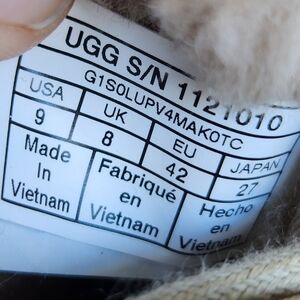 UGG S/N 1121010
G1S0LUPV4MAK0TC
USA UK EU JAPAN
9 8 42 27
Made In Vietnam
Fabriqué en Vietnam
Hecho en Vietnam